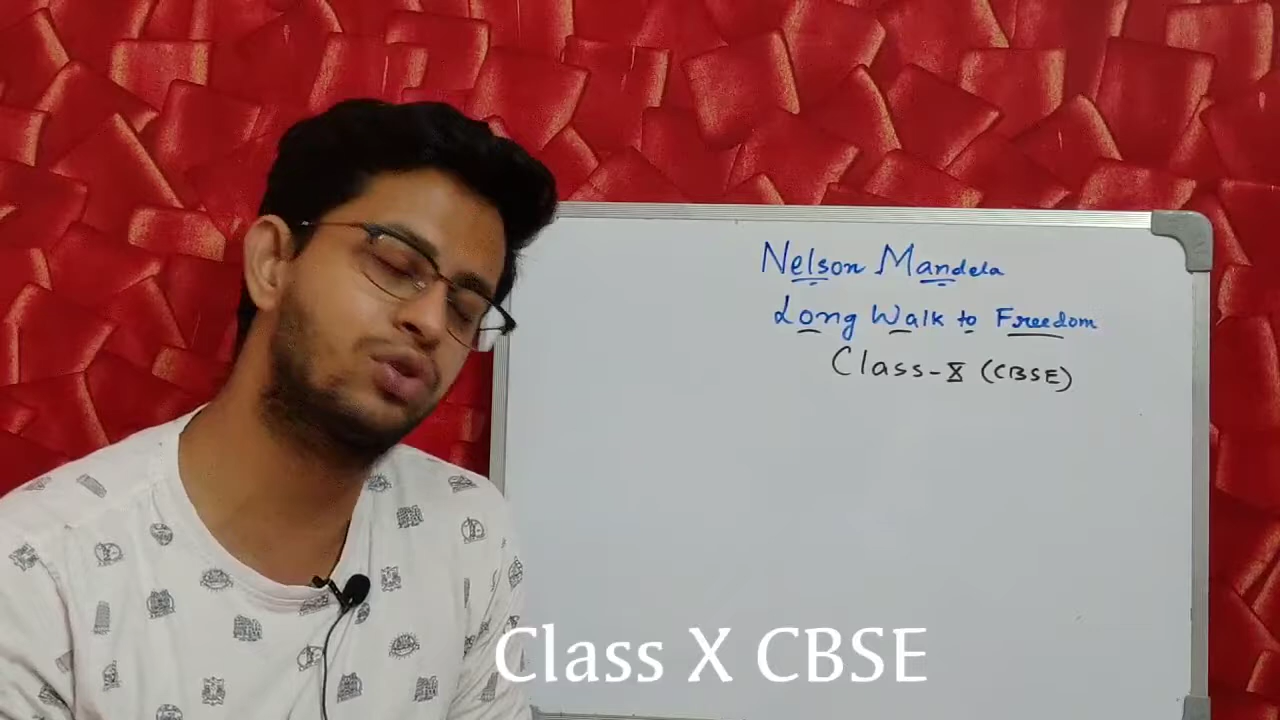 Nelson Mandela
Long Walk to Freedom
Class-X (CBSE)
Class X CBSE